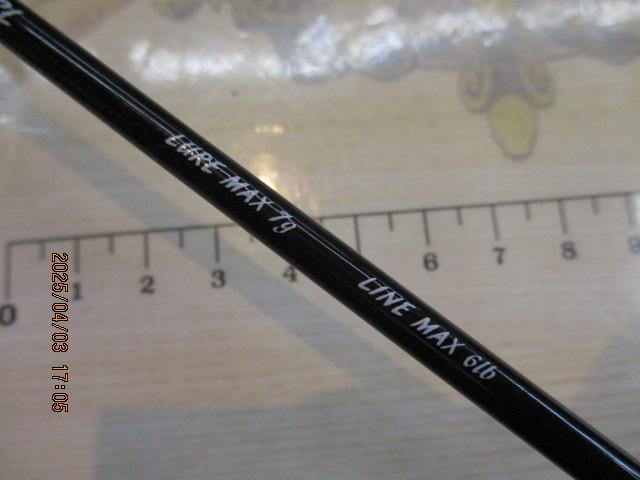 LURE MAX 7g
LINE MAX 6lb
0 1 2 3 4 6 7 8 9
2025/04/03 17:05